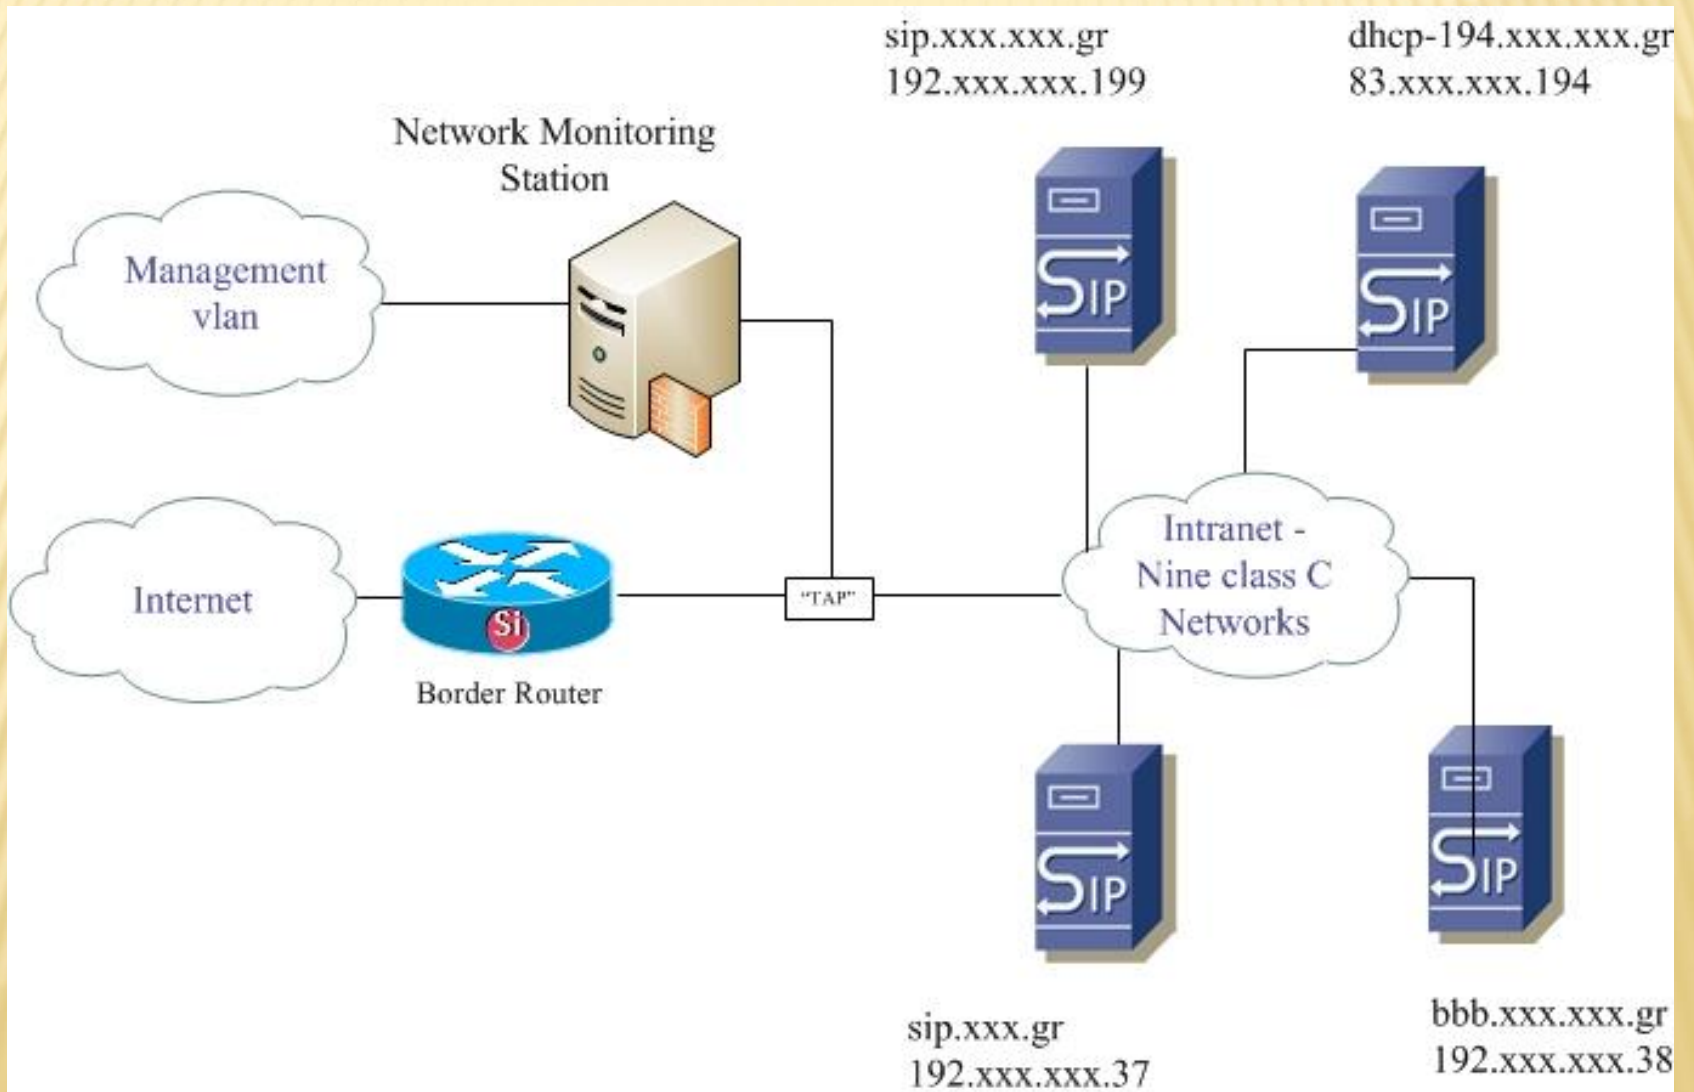 sip.xxx.xxx.gr
192.xxx.xxx.199
dhcp-194.xxx.xxx.gr
83.xxx.xxx.194
Network Monitoring
Station
Management
vlan
SIP
SIP
Internet
Si
Border Router
“TAP”
Intranet -
Nine class C
Networks
SIP
SIP
sip.xxx.gr
192.xxx.xxx.37
bbb.xxx.xxx.gr
192.xxx.xxx.38